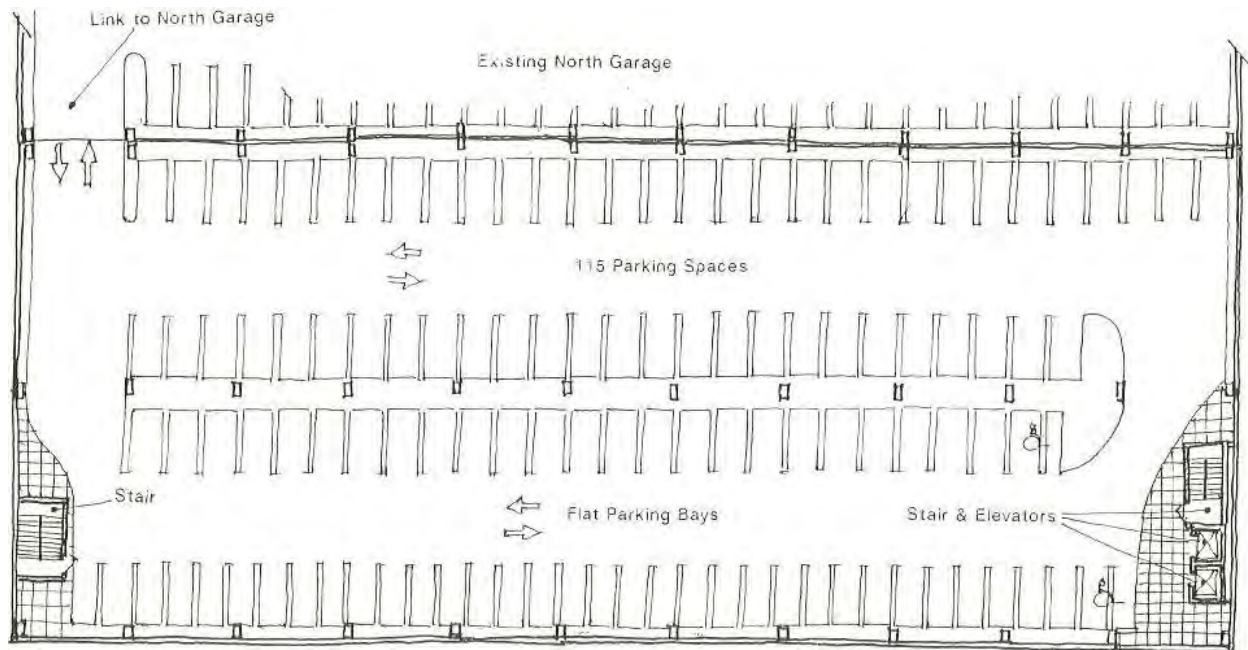 Link to North Garage
Existing North Garage
115 Parking Spaces
Stair
Flat Parking Bays
Stair & Elevators